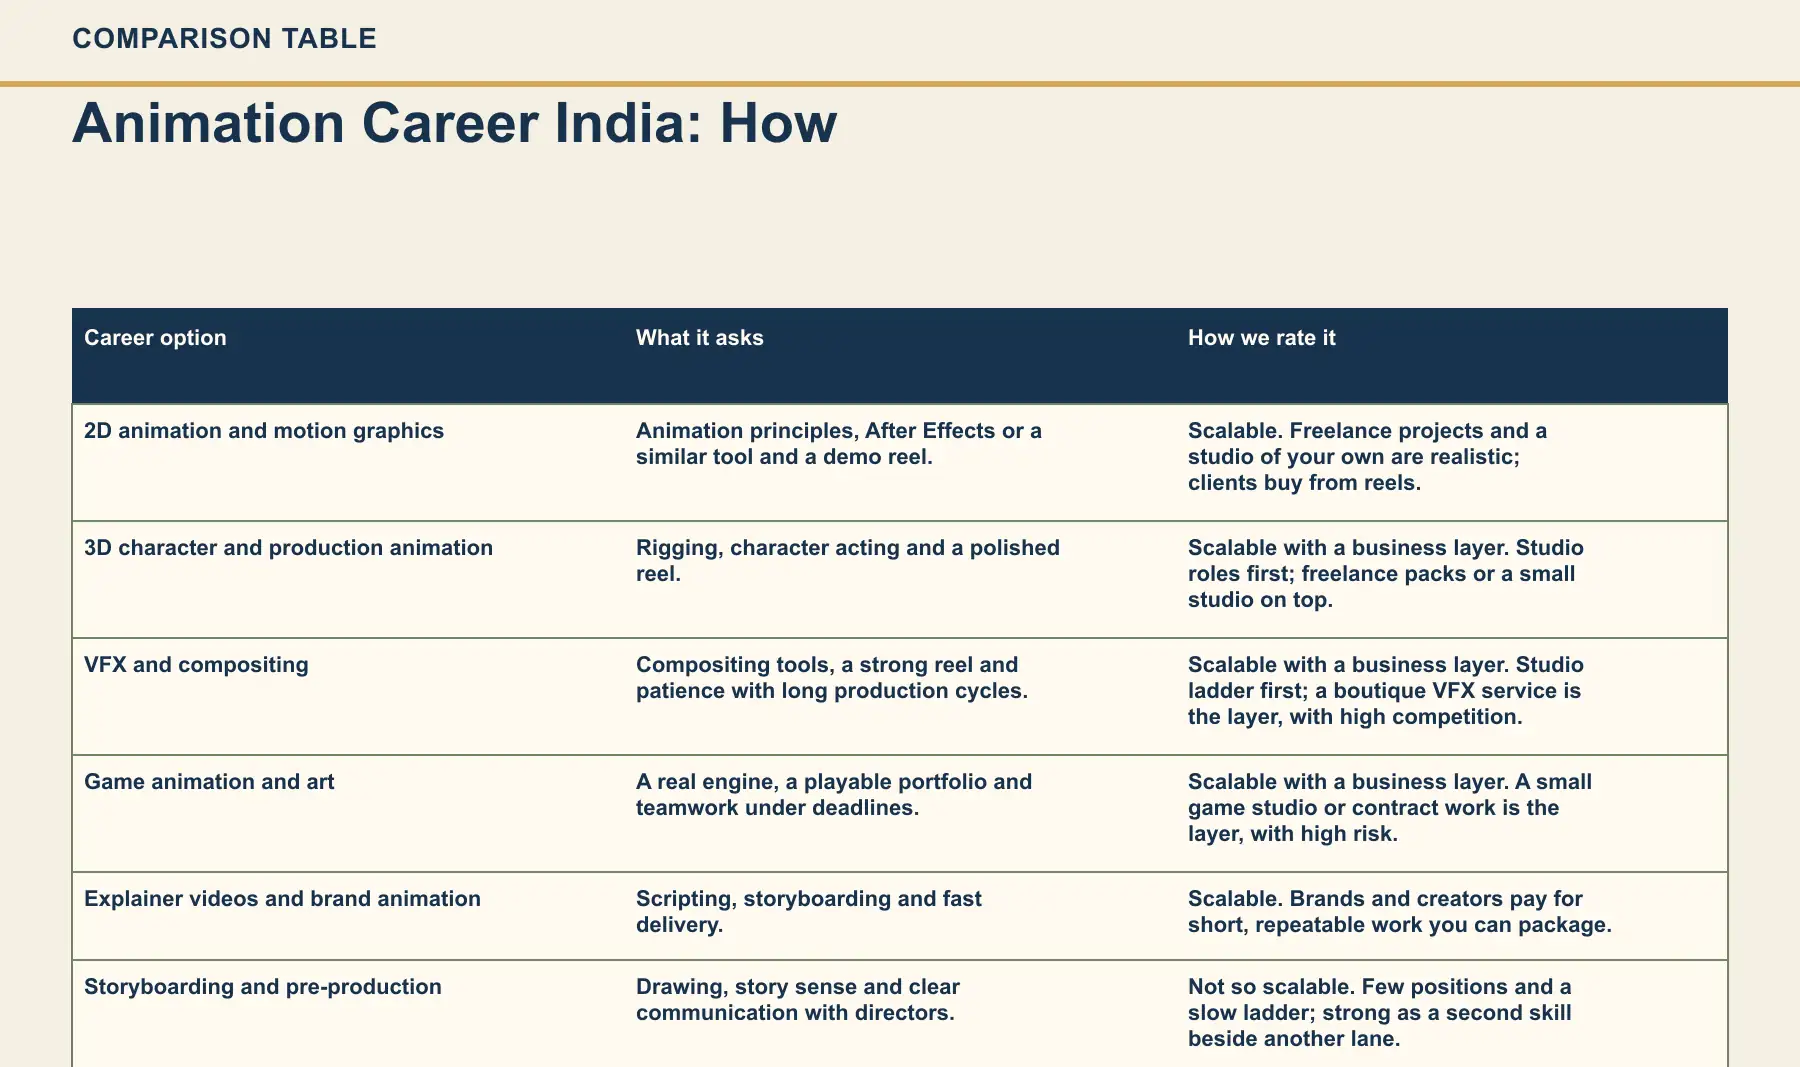 COMPARISON TABLE
Animation Career India: How
Career option
What it asks
How we rate it
2D animation and motion graphics
Animation principles, After Effects or a
similar tool and a demo reel.
Scalable. Freelance projects and a
studio of your own are realistic;
clients buy from reels.
3D character and production animation
Rigging, character acting and a polished
reel.
Scalable with a business layer. Studio
roles first; freelance packs or a small
studio on top.
VFX and compositing
Compositing tools, a strong reel and
patience with long production cycles.
Scalable with a business layer. Studio
ladder first; a boutique VFX service is
the layer, with high competition.
Game animation and art
A real engine, a playable portfolio and
teamwork under deadlines.
Scalable with a business layer. A small
game studio or contract work is the
layer, with high risk.
Explainer videos and brand animation
Scripting, storyboarding and fast
delivery.
Scalable. Brands and creators pay for
short, repeatable work you can package.
Storyboarding and pre-production
Drawing, story sense and clear
communication with directors.
Not so scalable. Few positions and a
slow ladder; strong as a second skill
beside another lane.